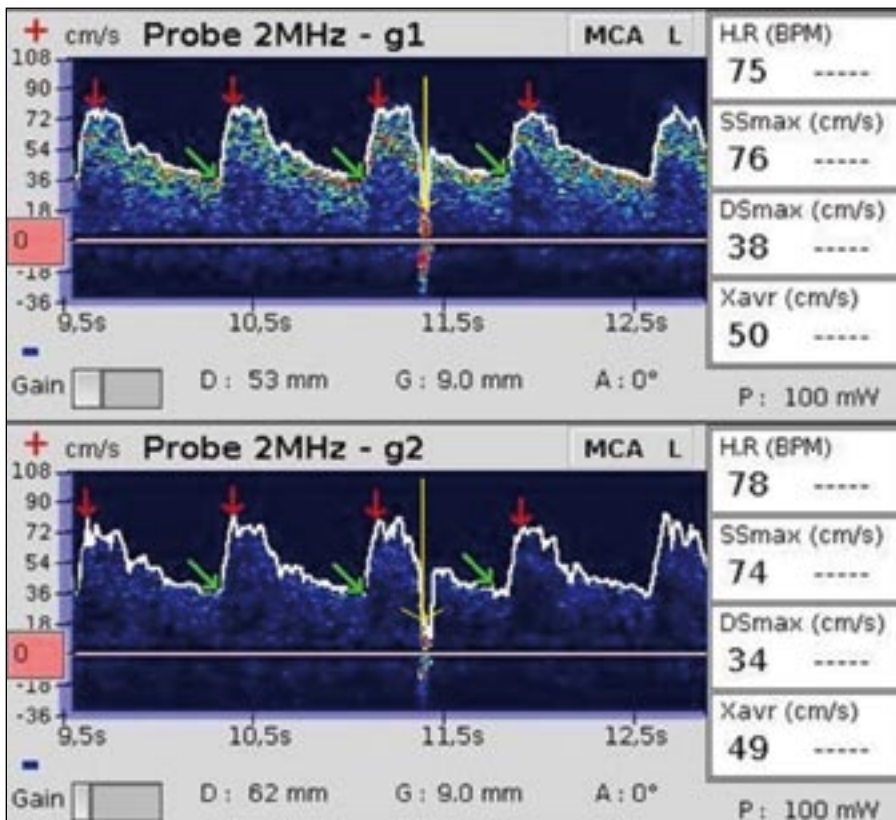 + cm/s Probe 2MHz - g1 MCA L
108
90
72
54
36
18
0
-18
-36
9,5s 10,5s 11,5s 12,5s
-
Gain D : 53 mm G : 9.0 mm A : 0°
H.R (BPM)
75 -----
SSmax (cm/s)
76 -----
DSmax (cm/s)
38 -----
Xavr (cm/s)
50 -----
P : 100 mW
+ cm/s Probe 2MHz - g2 MCA L
108
90
72
54
36
18
0
-18
-36
9,5s 10,5s 11,5s 12,5s
-
Gain D : 62 mm G : 9.0 mm A : 0°
H.R (BPM)
78 -----
SSmax (cm/s)
74 -----
DSmax (cm/s)
34 -----
Xavr (cm/s)
49 -----
P : 100 mW